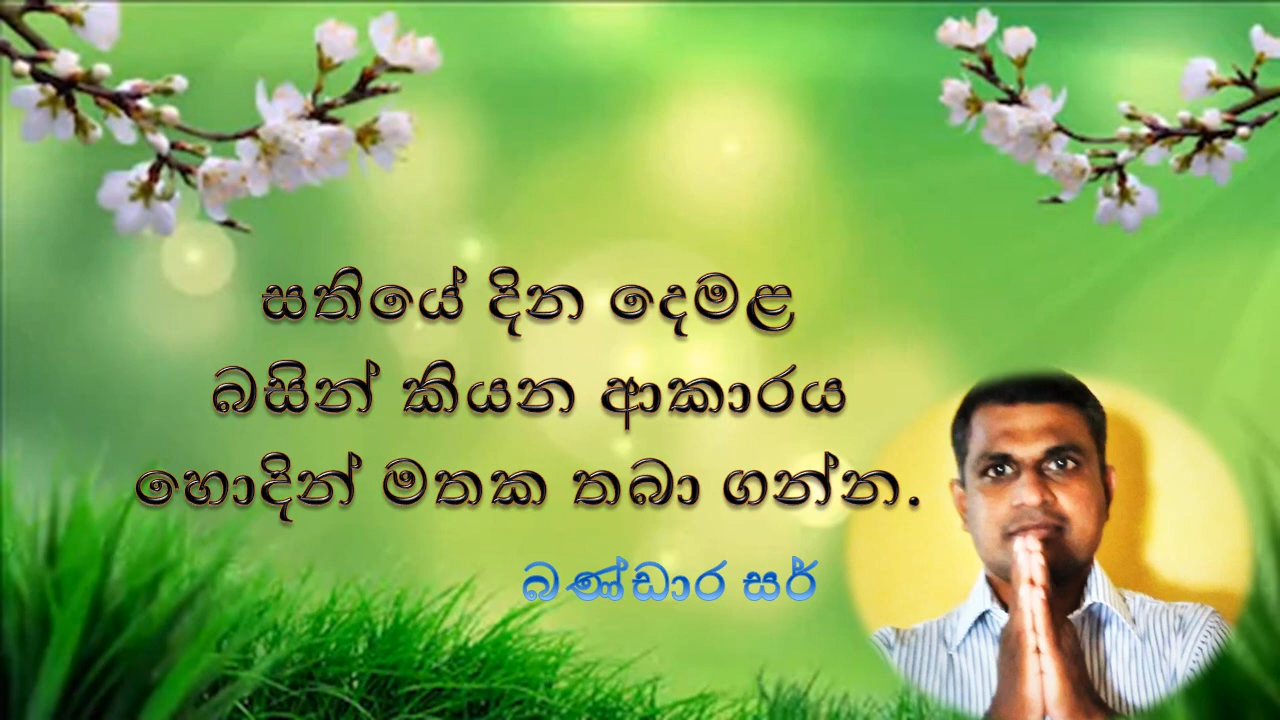 සතියේ දින දෙමළ
බසින් කියන ආකාරය
හොදින් මතක තබා ගන්න.
බණ්ඩාර සර්